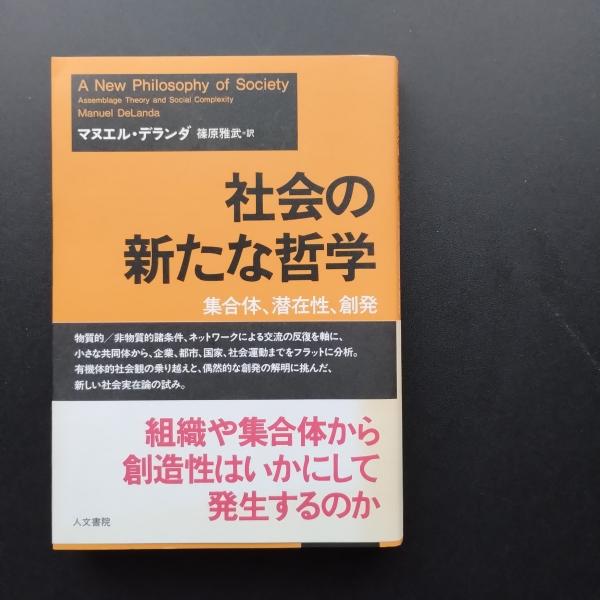 A New Philosophy of Society
Assemblage Theory and Social Complexity
Manuel DeLanda
マヌエル・デランダ 篠原雅武・訳
社会の
新たな哲学
集合体、潜在性、創発
物質的／非物質的諸条件、ネットワークによる交流の反復を軸に、
小さな共同体から、企業、都市、国家、社会運動までをフラットに分析。
有機体的社会観の乗り越えと、偶然的な創発の解明に挑んだ、
新しい社会実在論の試み。
組織や集合体から
創造性はいかにして
発生するのか
人文書院